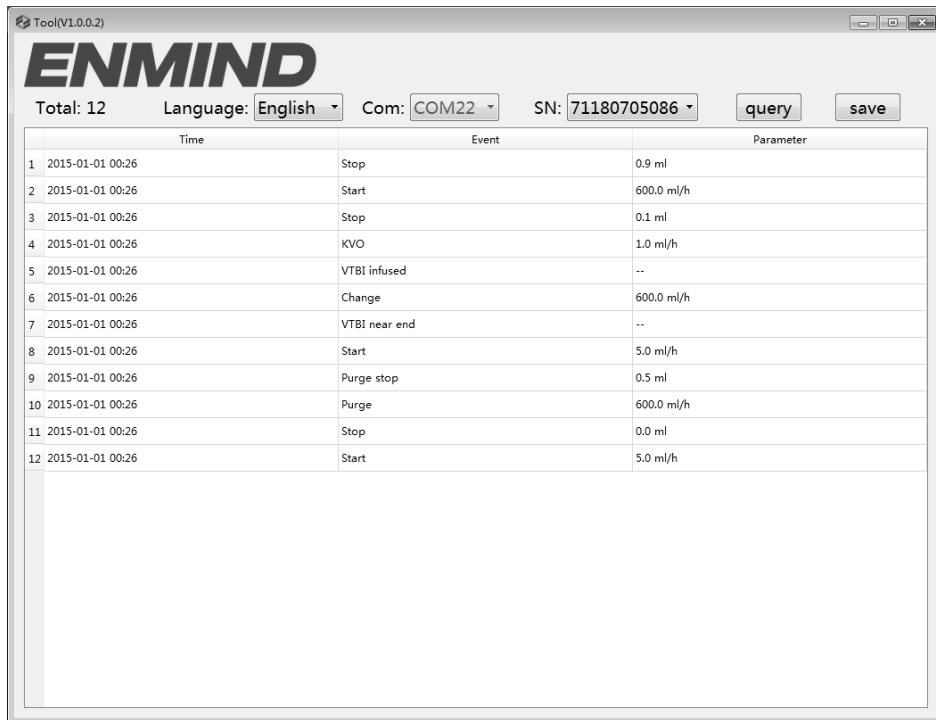 Tool(V1.0.0.2)
ENMIND
Total: 12 Language: English Com: COM22 SN: 71180705086 query save
Time Event Parameter
1 2015-01-01 00:26 Stop 0.9 ml
2 2015-01-01 00:26 Start 600.0 ml/h
3 2015-01-01 00:26 Stop 0.1 ml
4 2015-01-01 00:26 KVO 1.0 ml/h
5 2015-01-01 00:26 VTBI infused --
6 2015-01-01 00:26 Change 600.0 ml/h
7 2015-01-01 00:26 VTBI near end --
8 2015-01-01 00:26 Start 5.0 ml/h
9 2015-01-01 00:26 Purge stop 0.5 ml
10 2015-01-01 00:26 Purge 600.0 ml/h
11 2015-01-01 00:26 Stop 0.0 ml
12 2015-01-01 00:26 Start 5.0 ml/h